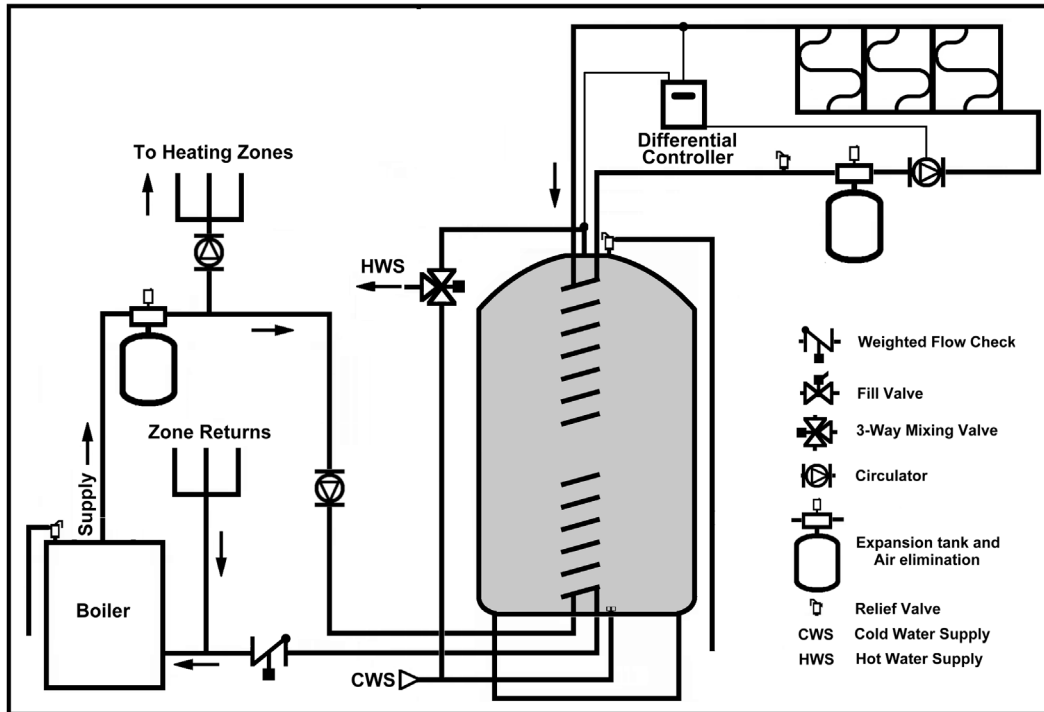 Differential
Controller
To Heating Zones
HWS
Weighted Flow Check
Fill Valve
Zone Returns
3-Way Mixing Valve
Circulator
Supply
Expansion tank and
Air elimination
Boiler
Relief Valve
CWS Cold Water Supply
HWS Hot Water Supply
CWS